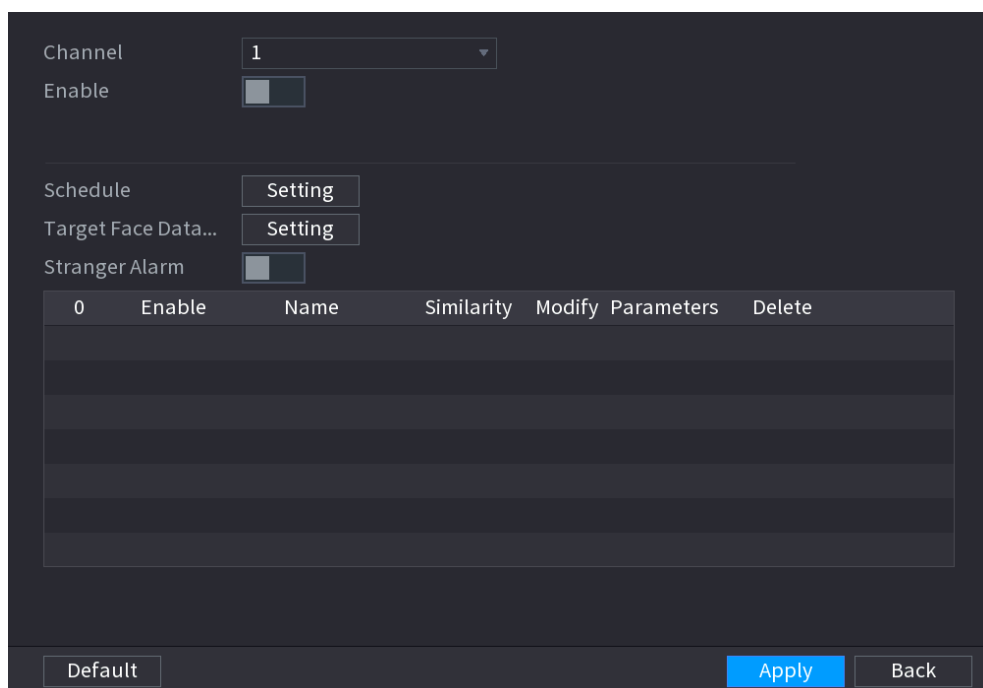 Channel 1
Enable
Schedule Setting
Target Face Data... Setting
Stranger Alarm
0 Enable Name Similarity Modify Parameters Delete
Default Apply Back